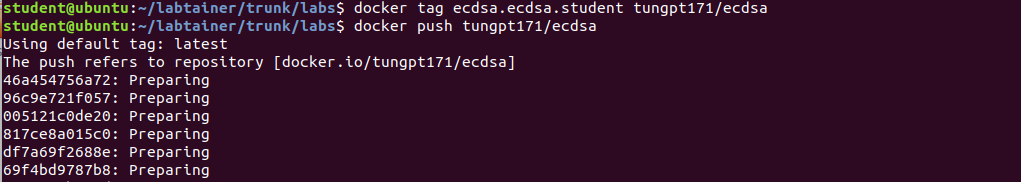 student@ubuntu:~/labtainer/trunk/labs$ docker tag ecdsa.ecdsa.student tungpt171/ecdsa
student@ubuntu:~/labtainer/trunk/labs$ docker push tungpt171/ecdsa
Using default tag: latest
The push refers to repository [docker.io/tungpt171/ecdsa]
46a454756a72: Preparing
96c9e721f057: Preparing
005121c0de20: Preparing
817ce8a015c0: Preparing
df7a69f2688e: Preparing
69f4bd9787b8: Preparing